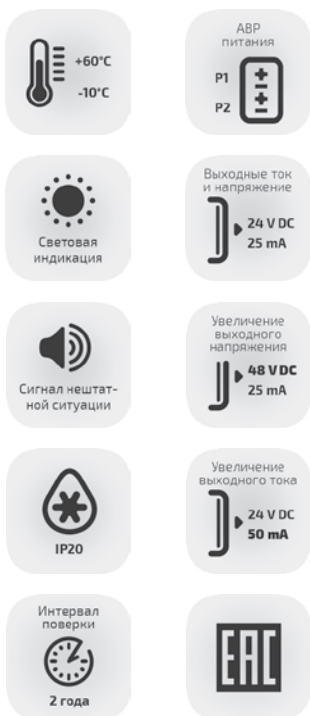 +60°C
-10°C
АВР
питания
P1
P2
Световая
индикация
Выходные ток
и напряжение
24 V DC
25 mA
Сигнал нештат-
ной ситуации
Увеличение
выходного
напряжения
48 V DC
25 mA
IP20
Увеличение
выходного тока
24 V DC
50 mA
Интервал
поверки
2 года
EAC